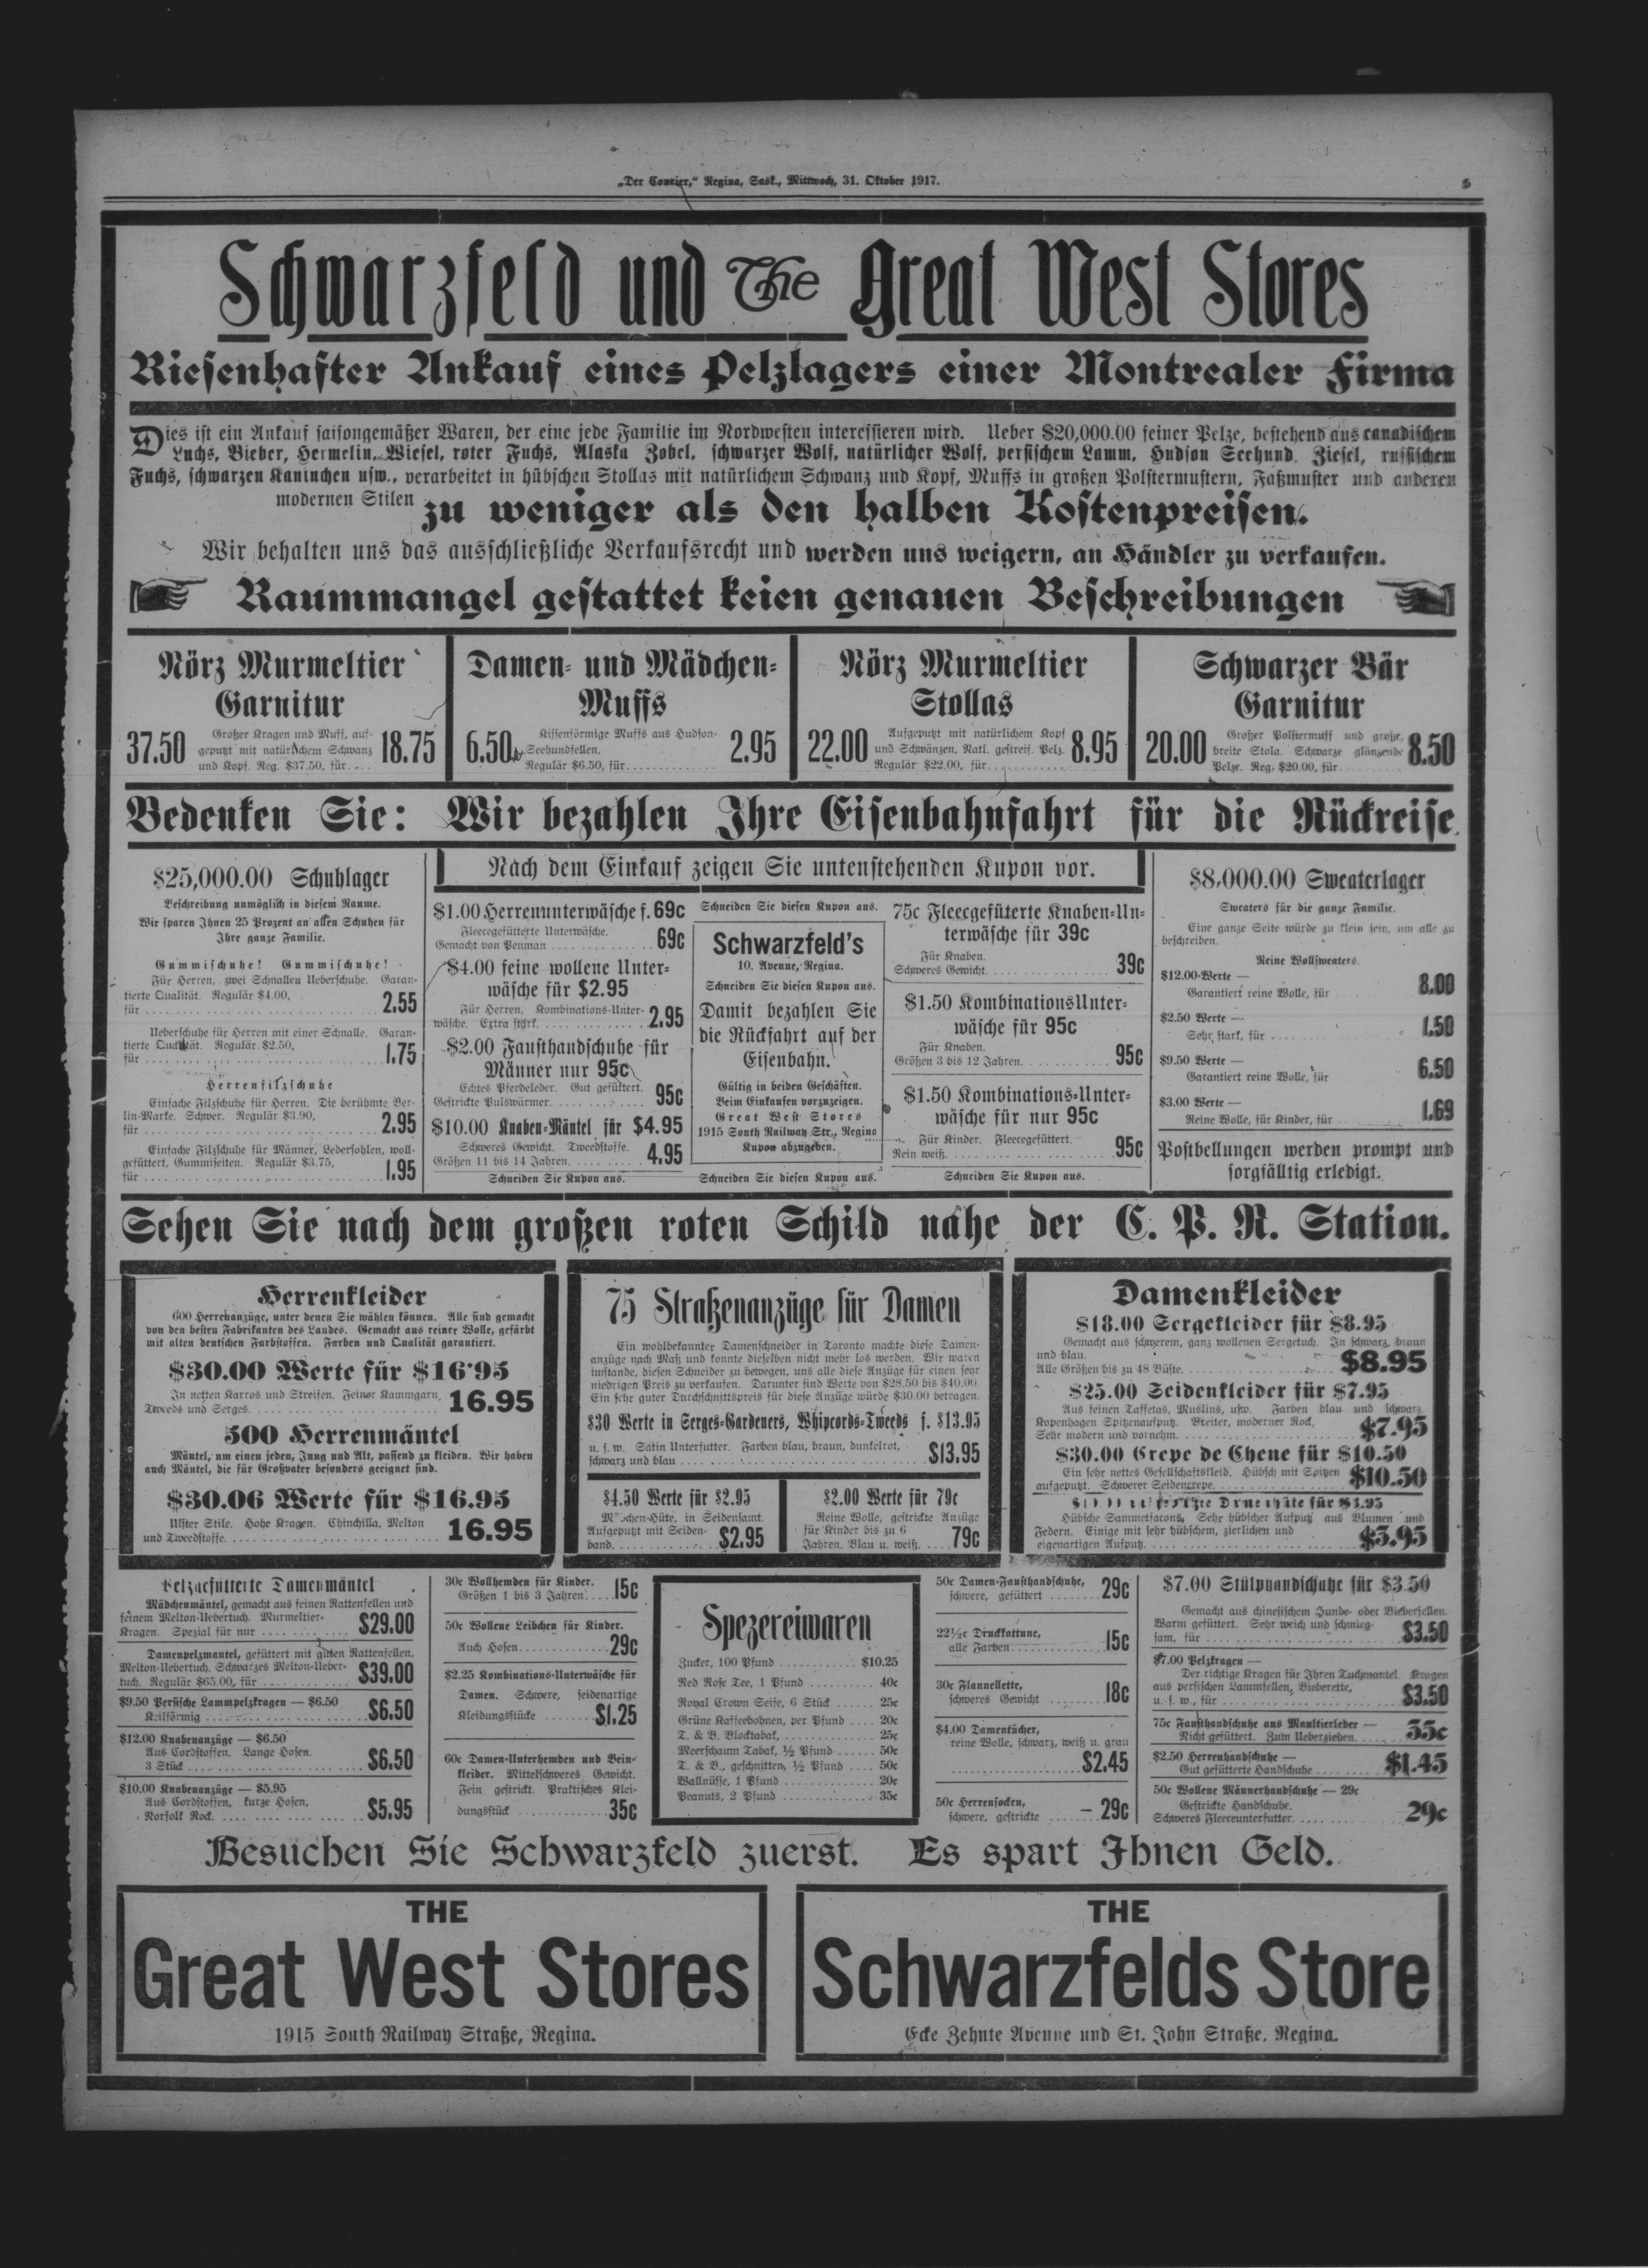 „Der Courier,“ Regina, Sask., Mittwoch, 31. Oktober 1917.
5
Schwarzfeld und The Great West Stores
Riesenhafter Ankauf eines Pelzlagers einer Montrealer Firma
Dies ist ein Ankauf saisongemäßer Waren, der eine jede Familie im Nordwesten interessieren wird. Ueber $20,000.00 feiner Pelze, bestehend aus canadischem
Luchs, Bieber, Hermelin, Wiesel, roter Fuchs, Alaska Zobel, schwarzer Wolf, natürlicher Wolf, persischem Lamm, Hudson Seehund, Ziesel, russischem
Fuchs, schwarzen Kaninchen usw., verarbeitet in hübschen Stollas mit natürlichem Schwanz und Kopf, Muffs in großen Polstermustern, Faßmuster und anderen
modernen Stilen zu weniger als den halben Kostenpreisen.
Wir behalten uns das ausschließliche Verkaufsrecht und werden uns weigern, an Händler zu verkaufen.
Raummangel gestattet keien genauen Beschreibungen
Nörz Murmeltier
Garnitur
37.50 Großer Kragen und Muff, auf-
geputzt mit natürlichem Schwanz
und Kopf. Reg. $37.50, für.... 18.75
Damen- und Mädchen-
Muffs
6.50 Kissenförmige Muffs aus Hudson-
Seehundfellen.
Regulär $6.50, für............ 2.95
Nörz Murmeltier
Stollas
22.00 Aufgeputzt mit natürlichem Kopf
und Schwänzen, Natl. gestreif. Pelz.
Regulär $22.00, für............ 8.95
Schwarzer Bär
Garnitur
20.00 Großer Polstermuff und große,
breite Stola. Schwarze glänzende
Pelze. Reg. $20.00, für.......... 8.50
Bedenken Sie: Wir bezahlen Ihre Eisenbahnfahrt für die Rückreise
$25,000.00 Schuhlager
Beschreibung unmöglich in diesem Raume.
Wir sparen Ihnen 25 Prozent an allen Schuhen für
Ihre ganze Familie.
Gummischuhe! Gummischuhe!
Für Herren, zwei Schnallen Ueberschuhe. Garan-
tierte Qualität. Regulär $4.00,
für .............................. 2.55
Ueberschuhe für Herren mit einer Schnalle. Garan-
tierte Qualität. Regulär $2.50,
für .............................. 1.75
Herrenfilzschuhe
Einfache Filzschuhe für Herren. Die berühmte Ber-
lin-Marke. Schwer. Regulär $3.90,
für .............................. 2.95
Einfache Filzschuhe für Männer, Ledersohlen, woll-
gefüttert, Gummiseiten. Regulär $3.75,
für .............................. 1.95
Nach dem Einkauf zeigen Sie untenstehenden Kupon vor.
$1.00 Herrenunterwäsche f. 69c
Fleecegefütterte Unterwäsche.
Gemacht von Penman .............. 69c
$4.00 feine wollene Unter-
wäsche für $2.95
Für Herren. Kombinations-Unter-
wäsche. Extra stark.............. 2.95
$2.00 Fausthandschuhe für
Männer nur 95c
Echtes Pferdeleder. Gut gefüttert.
Gestrickte Pulswärmer............ 95c
$10.00 Knaben-Mäntel für $4.95
Schweres Gewicht. Tweedstoffe.
Größen 11 bis 14 Jahren.......... 4.95
Schneiden Sie Kupon aus.
Schneiden Sie diesen Kupon aus.
Schwarzfeld's
10. Avenue, Regina.
Schneiden Sie diesen Kupon aus.
Damit bezahlen Sie
die Rückfahrt auf der
Eisenbahn.
Gültig in beiden Geschäften.
Beim Einkaufen vorzuzeigen.
Great West Stores
1915 South Railway Str., Regina
Kupon abzugeben.
Schneiden Sie diesen Kupon aus.
75c Fleecegefüterte Knaben-Un-
terwäsche für 39c
Für Knaben.
Schweres Gewicht.................. 39c
$1.50 KombinationsUnter-
wäsche für 95c
Für Knaben.
Größen 3 bis 12 Jahren............ 95c
$1.50 Kombinations-Unter-
wäsche für nur 95c
Für Kinder. Fleecegefüttert.
Rein weiß........................ 95c
Schneiden Sie Kupon aus.
$8,000.00 Sweaterlager
Sweaters für die ganze Familie.
Eine ganze Seite würde zu klein sein, um alle zu
beschreiben.
Reine Wollsweaters
$12.00-Werte —
Garantiert reine Wolle, für .... 8.00
$2.50 Werte —
Sehr stark, für ................ 1.50
$9.50 Werte —
Garantiert reine Wolle, für 6.50
$3.00 Werte —
Reine Wolle, für Kinder, für .... 1.69
Postbellungen werden prompt und
sorgfälltig erledigt.
Sehen Sie nach dem großen roten Schild nahe der C. P. R. Station.
Herrenkleider
600 Herrenanzüge, unter denen Sie wählen können. Alle sind gemacht
von den besten Fabrikanten des Landes. Gemacht aus reiner Wolle, gefärbt
mit alten deutschen Farbstoffen. Farben und Qualität garantiert.
$30.00 Werte für $16.95
In netten Karros und Streifen. Feiner Kammgarn,
Tweeds und Serges........................ 16.95
500 Herrenmäntel
Mäntel, um einen jeden, Jung und Alt, passend zu kleiden. Wir haben
auch Mäntel, die für Großvater besonders geeignet sind.
$30.06 Werte für $16.95
Ulster Stile. Hohe Kragen. Chinchilla, Melton
und Tweedstoffe.......................... 16.95
75 Straßenanzüge für Damen
Ein wohlbekannter Damenschneider in Toronto machte diese Damen-
anzüge nach Maß und konnte dieselben nicht mehr los werden. Wir waren
imstande, diesen Schneider zu bewegen, uns alle diese Anzüge für einen sehr
niedrigen Preis zu verkaufen. Darunter sind Werte von $28.50 bis $40.00.
Ein sehr guter Durchschnittspreis für diese Anzüge würde $30.00 betragen.
$30 Werte in Serges-Gardeners, Whipcords-Tweeds f. $13.95
u. s. w. Satin Unterfutter. Farben blau, braun, dunkelrot,
schwarz und blau ........................ $13.95
$4.50 Werte für $2.95
Mädchen-Hüte, in Seidensamt.
Aufgeputzt mit Seiden-
band,................ $2.95
$2.00 Werte für 79c
Reine Wolle, gestrickte Anzüge
für Kinder bis zu 6
Jahren. Blau u. weiß. .... 79c
Damenkleider
$18.00 Sergekleider für $8.95
Gemacht aus schwerem, ganz wollenen Sergetuch. In schwarz, braun
und blau.
Alle Größen bis zu 48 Büste.................. $8.95
$25.00 Seidenkleider für $7.95
Aus feinen Taffetas, Muslins, usw. Farben blau und schwarz.
Kopenhagen Spitzenaufputz. Breiter, moderner Rock,
Sehr modern und vornehm...................... $7.95
$30.00 Crepe de Chene für $10.50
Ein sehr nettes Gesellschaftskleid. Hübsch mit Spitzen
aufgeputzt. Schwerer Seidencrepe.............. $10.50
für $3.95
Hübsche Sammetfacons, Sehr hübscher Aufputz aus Blumen und
Federn. Einige mit sehr hübschem, zierlichen und
eigenartigen Aufputz.......................... $3.95
Pelzgefütterte Damenmäntel
Mädchenmäntel, gemacht aus feinen Rattenfellen und
feinem Melton-Uebertuch. Murmeltier-
Kragen. Spezial für nur .............. $29.00
Damenpelzmantel, gefüttert mit guten Rattenfellen.
Melton-Uebertuch. Schwarzes Melton-Ueber-
tuch. Regulär $65.00, für ............ $39.00
$9.50 Persische Lammpelzkragen — $6.50
Keilförmig .......................... $6.50
$12.00 Knabenanzüge — $6.50
Aus Cordstoffen. Lange Hosen.
3 Stück.............................. $6.50
$10.00 Knabenanzüge — $5.95
Aus Cordstoffen, kurze Hosen,
Norfolk Rock. ........................ $5.95
30c Wollhemden für Kinder.
Größen 1 bis 3 Jahren..... 15c
50c Wollene Leibchen für Kinder.
Auch Hosen................ 29c
$2.25 Kombinations-Unterwäsche für
Damen. Schwere, seidenartige
Kleidungsstücke .......... $1.25
60c Damen-Unterhemden und Bein-
kleider. Mittelschweres Gewicht.
Fein gestrickt. Praktisches Klei-
dungsstück ............... 35c
Spezereiwaren
Zucker, 100 Pfund .............. $10.25
Red Rose Tee, 1 Pfund .......... 40c
Royal Crown Seife, 6 Stück ..... 25c
Grüne Kaffeebohnen, per Pfund .... 20c
T. & B. Blocktabak, ............ 25c
Meerschaum Tabak, ½ Pfund ...... 50c
T. & B., geschnitten, ½ Pfund .... 50c
Wallnüsse, 1 Pfund ............. 20c
Peanuts, 2 Pfund ............... 35c
50c Damen-Fausthandschuhe,
schwere, gefüttert ........ 29c
22½c Druckkattune,
alle Farben............... 15c
30c Flannellette,
schweres Gewicht ......... 18c
$4.00 Damentücher,
reine Wolle, schwarz, weiß u. grau
.................... $2.45
50c Herrensocken,
schwere, gestrickte ...... — 29c
$7.00 Stülphandschuhe für $3.50
Gemacht aus chinesischem Hunde- oder Bieberfellen.
Warm gefüttert. Sehr weich und schmieg-
sam, für .............................. $3.50
$7.00 Pelzkragen —
Der richtige Kragen für Ihren Tuchmantel. Kragen
aus persischen Lammfellen, Bieberette,
u. s. w., für .......................... $3.50
75c Fausthandschuhe aus Maultierleder —
Nicht gefüttert. Zum Ueberziehen. .... 55c
$2.50 Herrenhandschuhe —
Gut gefütterte Handschuhe ............ $1.45
50c Wollene Männerhandschuhe — 29c
Gestrickte Handschuhe.
Schweres Fleeceunterfutter............ 29c
Besuchen Sie Schwarzfeld zuerst. Es spart Ihnen Geld.
THE
Great West Stores
1915 South Railway Straße, Regina.
THE
Schwarzfelds Store
Ecke Zehnte Avenue und St. John Straße, Regina.